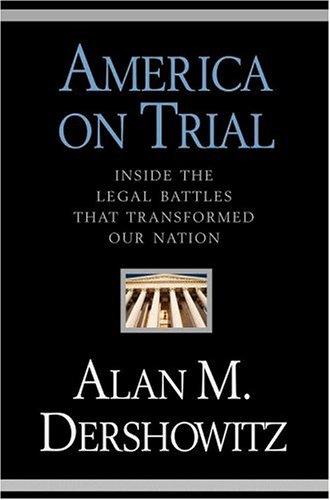 AMERICA
ON TRIAL
INSIDE THE
LEGAL BATTLES
THAT TRANSFORMED
OUR NATION
ALAN M.
DERSHOWITZ